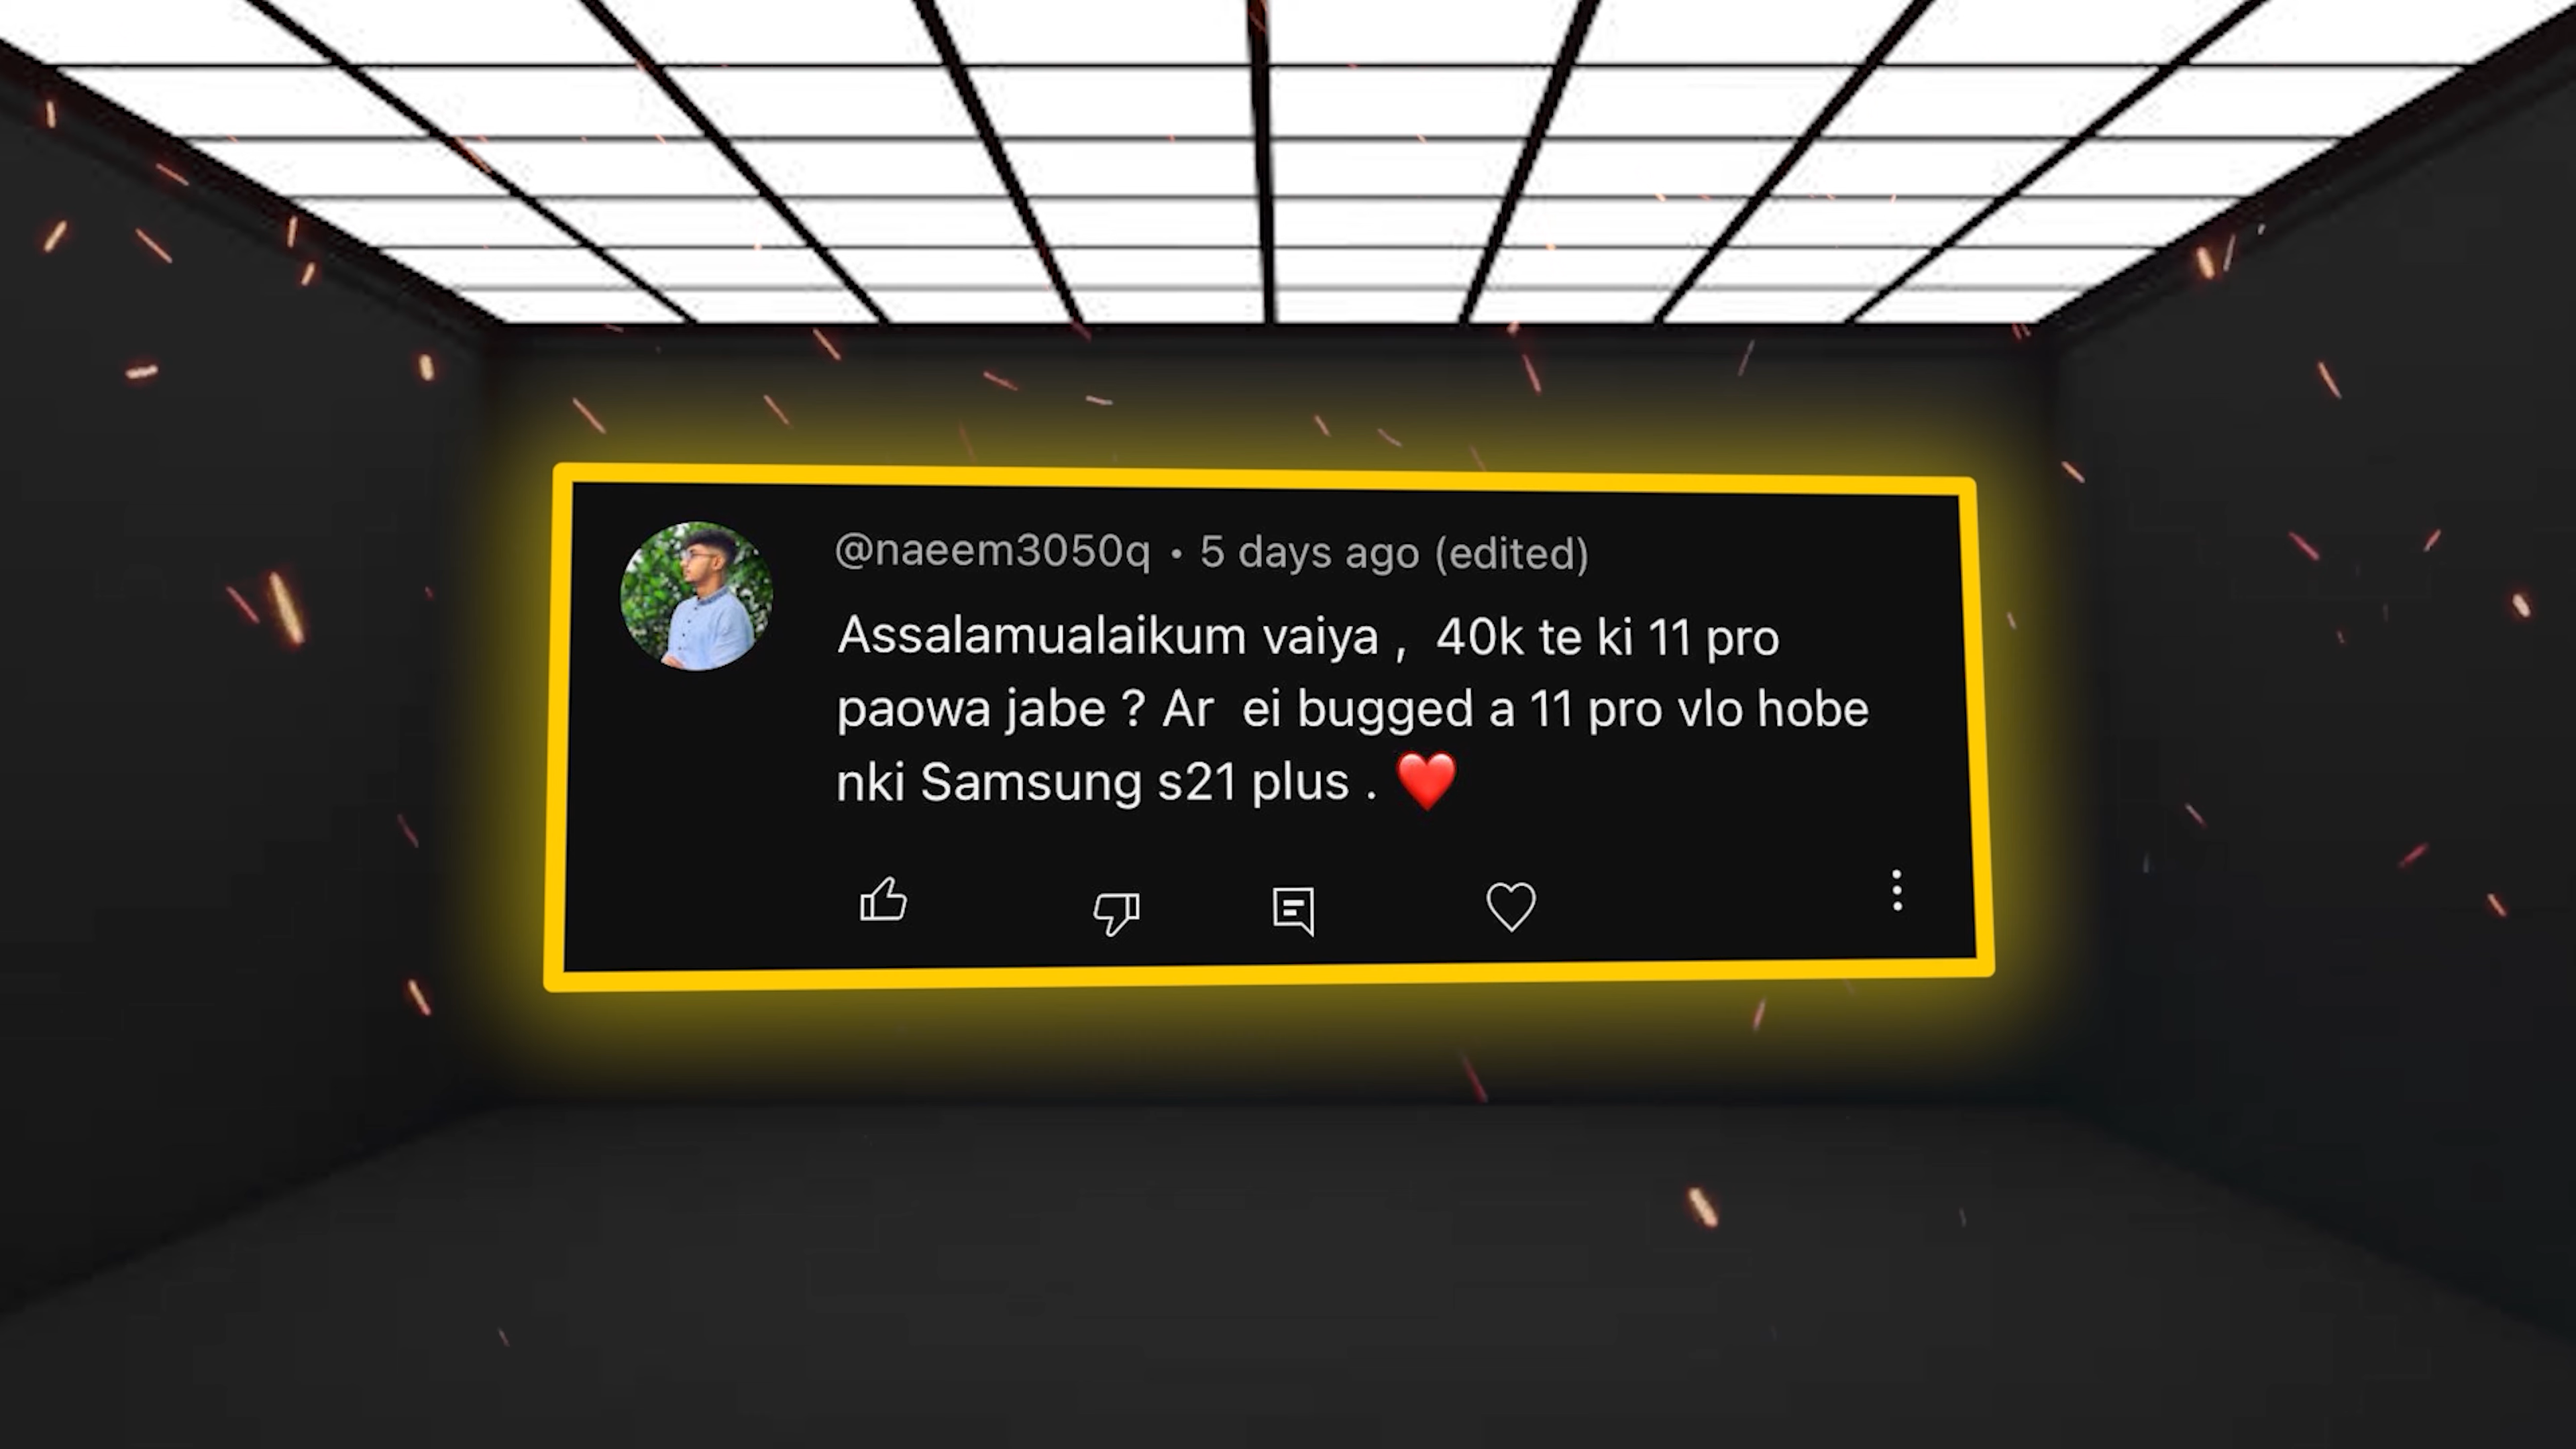 @naeem3050q • 5 days ago (edited)
Assalamualaikum vaiya , 40k te ki 11 pro
paowa jabe ? Ar ei bugged a 11 pro vlo hobe
nki Samsung s21 plus . ❤️